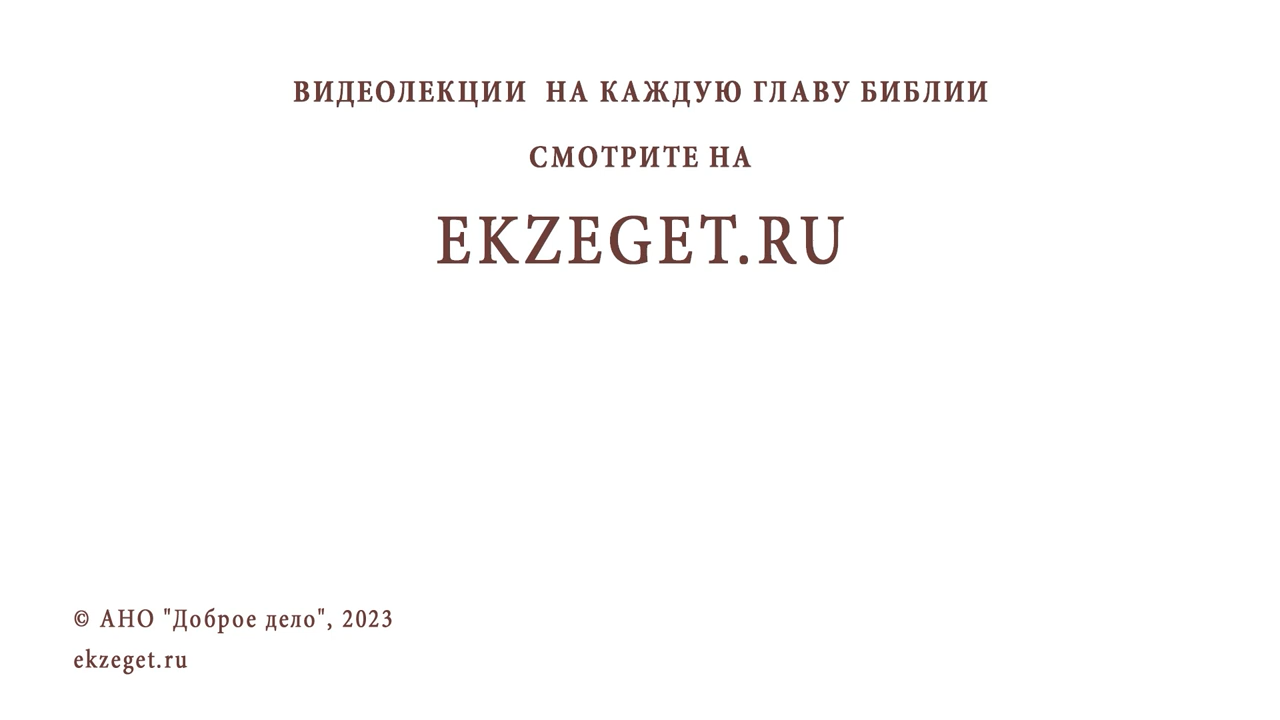 ВИДЕОЛЕКЦИИ  НА КАЖДУЮ ГЛАВУ БИБЛИИ
СМОТРИТЕ НА
EKZEGET.RU
© АНО "Доброе дело", 2023
ekzeget.ru